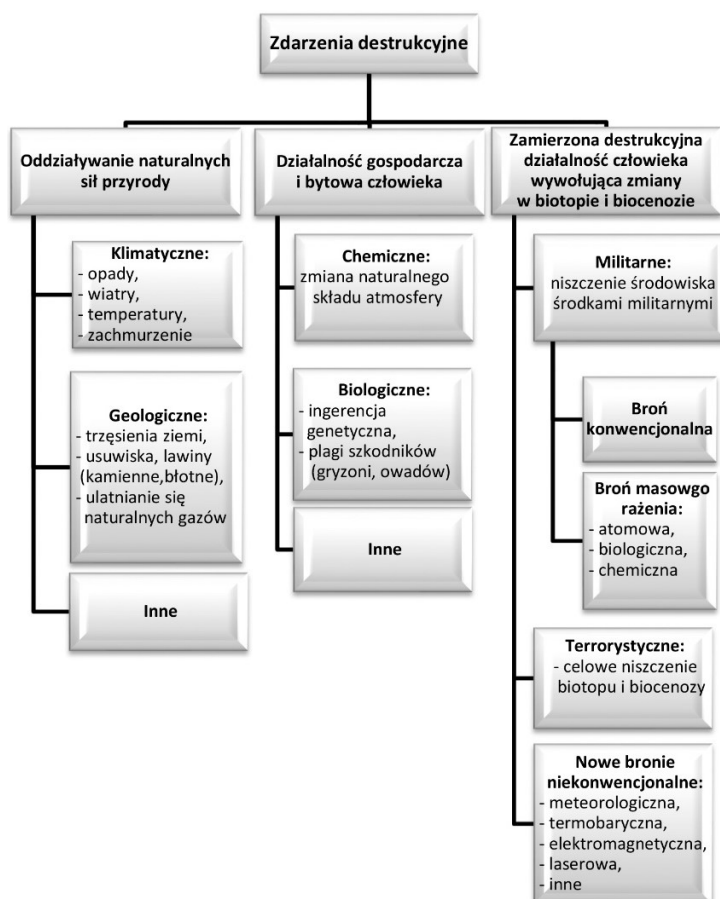 Zdarzenia destrukcyjne
Oddziaływanie naturalnych
sił przyrody
Klimatyczne:
- opady,
- wiatry,
- temperatury,
- zachmurzenie
Geologiczne:
- trzęsienia ziemi,
- usuwiska, lawiny
(kamienne,błotne),
- ulatnianie się
naturalnych gazów
Inne
Działalność gospodarcza
i bytowa człowieka
Chemiczne:
zmiana naturalnego
składu atmosfery
Biologiczne:
- ingerencja
genetyczna,
- plagi szkodników
(gryzoni, owadów)
Inne
Zamierzona destrukcyjna
działalność człowieka
wywołująca zmiany
w biotopie i biocenozie
Militarne:
niszczenie środowiska
środkami militarnymi
Broń
konwencjonalna
Broń masowgo
rażenia:
- atomowa,
- biologiczna,
- chemiczna
Terrorystyczne:
- celowe niszczenie
biotopu i biocenozy
Nowe bronie
niekonwencjonalne:
- meteorologiczna,
- termobaryczna,
- elektromagnetyczna,
- laserowa,
- inne